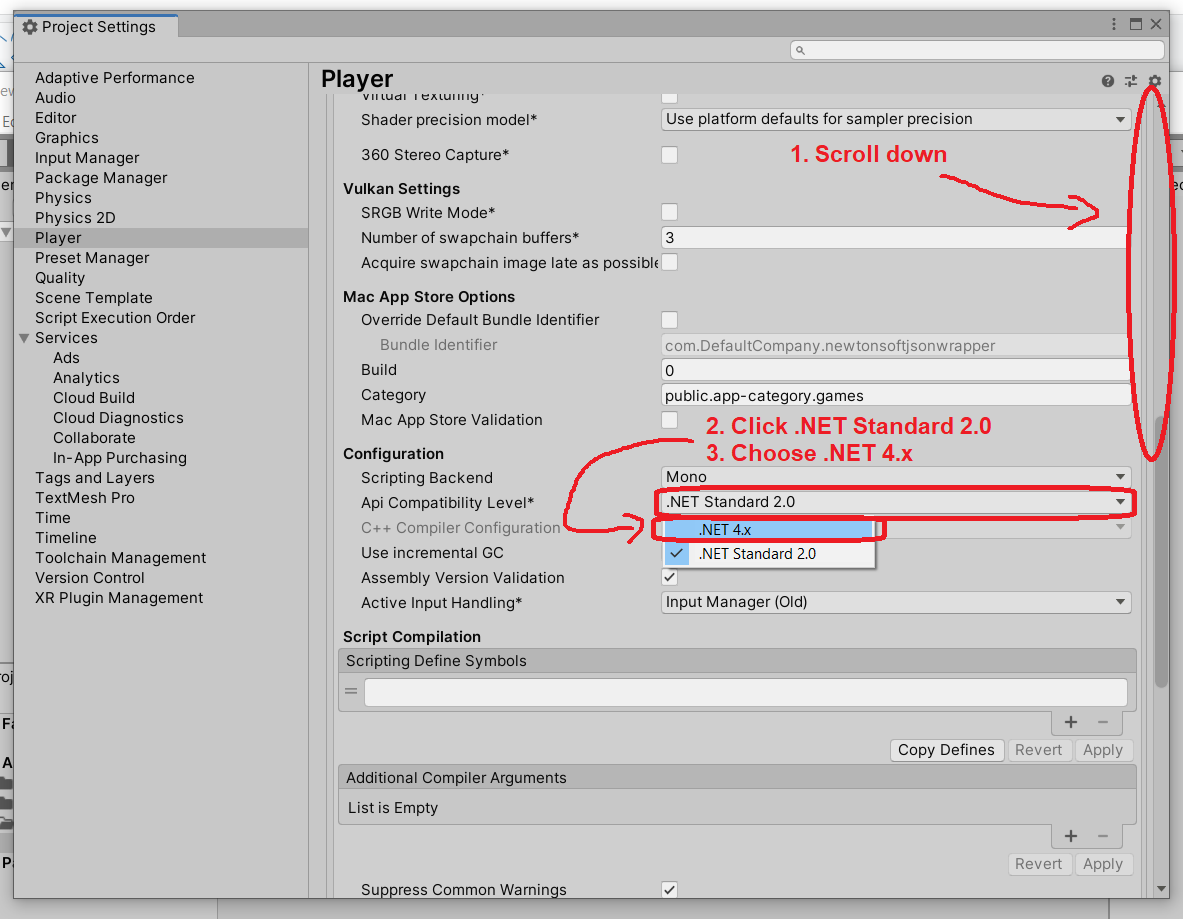 Project Settings
Adaptive Performance
Audio
Editor
Graphics
Input Manager
Package Manager
Physics
Physics 2D
Player
Preset Manager
Quality
Scene Template
Script Execution Order
Services
Ads
Analytics
Cloud Build
Cloud Diagnostics
Collaborate
In-App Purchasing
Tags and Layers
TextMesh Pro
Time
Timeline
Toolchain Management
Version Control
XR Plugin Management
Player
Virtual Texturing*
Shader precision model* Use platform defaults for sampler precision
360 Stereo Capture*
1. Scroll down
Vulkan Settings
SRGB Write Mode*
Number of swapchain buffers* 3
Acquire swapchain image late as possible
Mac App Store Options
Override Default Bundle Identifier
Bundle Identifier com.DefaultCompany.newtonsoftjsonwrapper
Build 0
Category public.app-category.games
Mac App Store Validation
2. Click .NET Standard 2.0
3. Choose .NET 4.x
Configuration
Scripting Backend Mono
Api Compatibility Level* .NET Standard 2.0
C++ Compiler Configuration
.NET 4.x
Use incremental GC
.NET Standard 2.0
Assembly Version Validation
Active Input Handling* Input Manager (Old)
Script Compilation
Scripting Define Symbols
Copy Defines Revert Apply
Additional Compiler Arguments
List is Empty
Revert Apply
Suppress Common Warnings